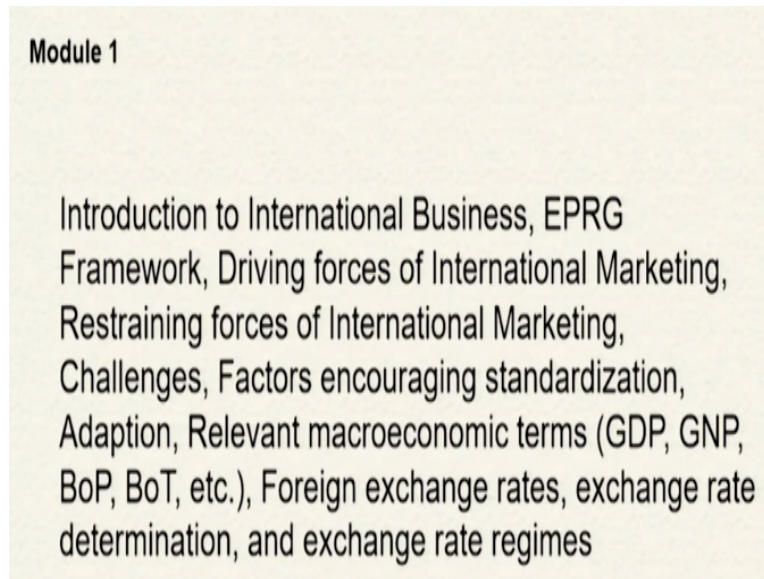 Module 1
Introduction to International Business, EPRG
Framework, Driving forces of International Marketing,
Restraining forces of International Marketing,
Challenges, Factors encouraging standardization,
Adaption, Relevant macroeconomic terms (GDP, GNP,
BoP, BoT, etc.), Foreign exchange rates, exchange rate
determination, and exchange rate regimes